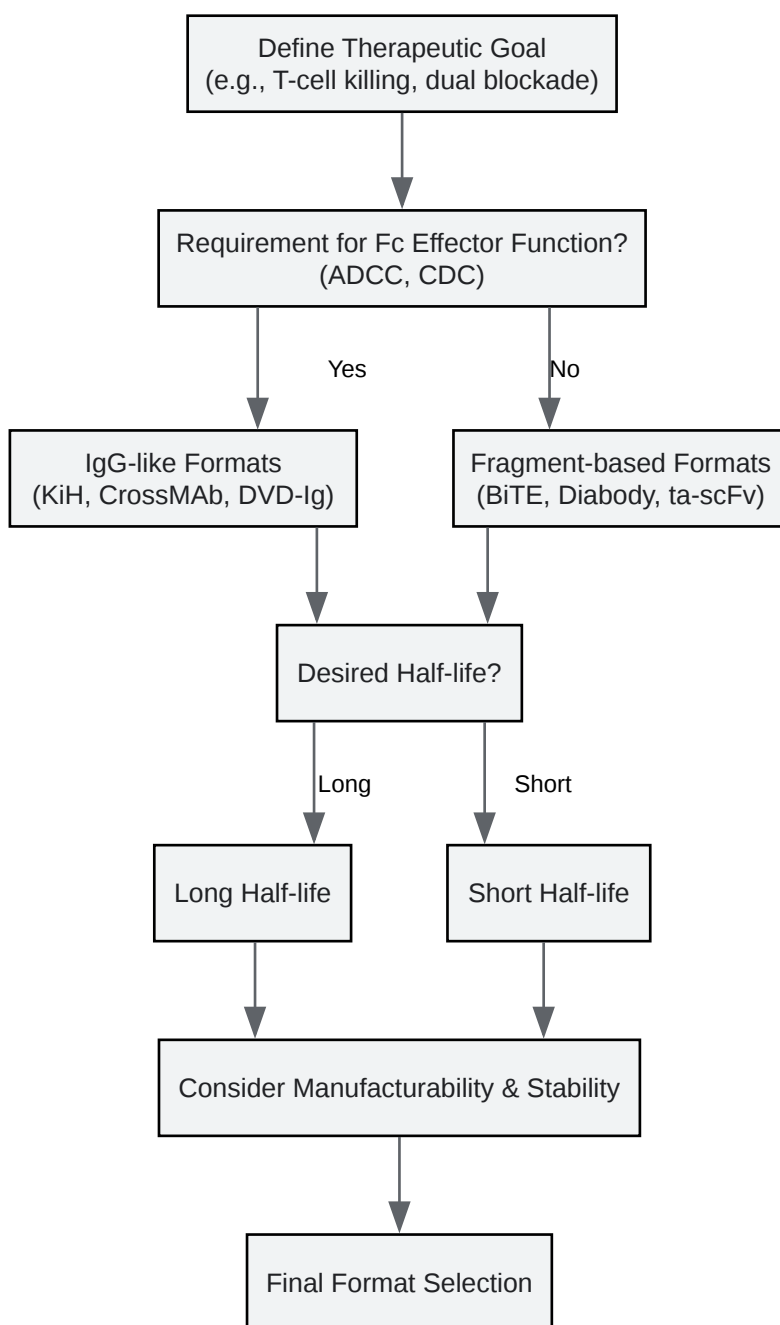 Define Therapeutic Goal
(e.g., T-cell killing, dual blockade)
Requirement for Fc Effector Function?
(ADCC, CDC)
Yes
No
IgG-like Formats
(KiH, CrossMAb, DVD-Ig)
Fragment-based Formats
(BiTE, Diabody, ta-scFv)
Desired Half-life?
Long
Short
Long Half-life
Short Half-life
Consider Manufacturability & Stability
Final Format Selection